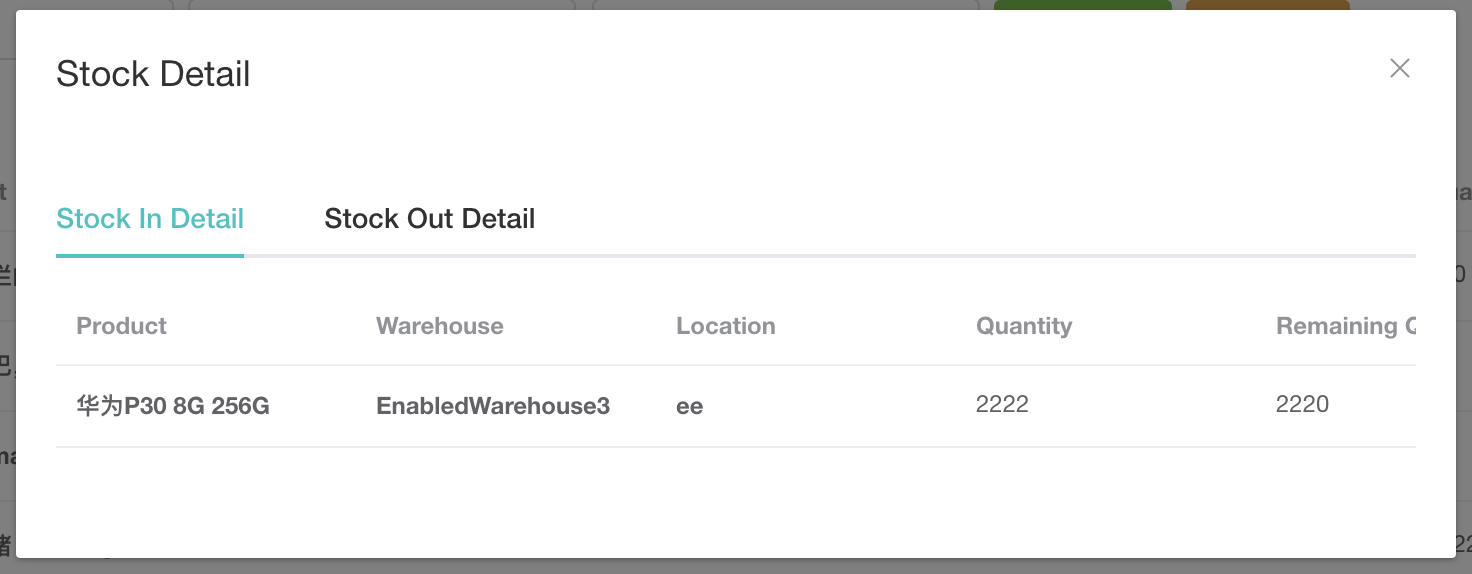 Stock Detail
Stock In Detail Stock Out Detail
Product Warehouse Location Quantity Remaining
华为P30 8G 256G EnabledWarehouse3 ee 2222 2220